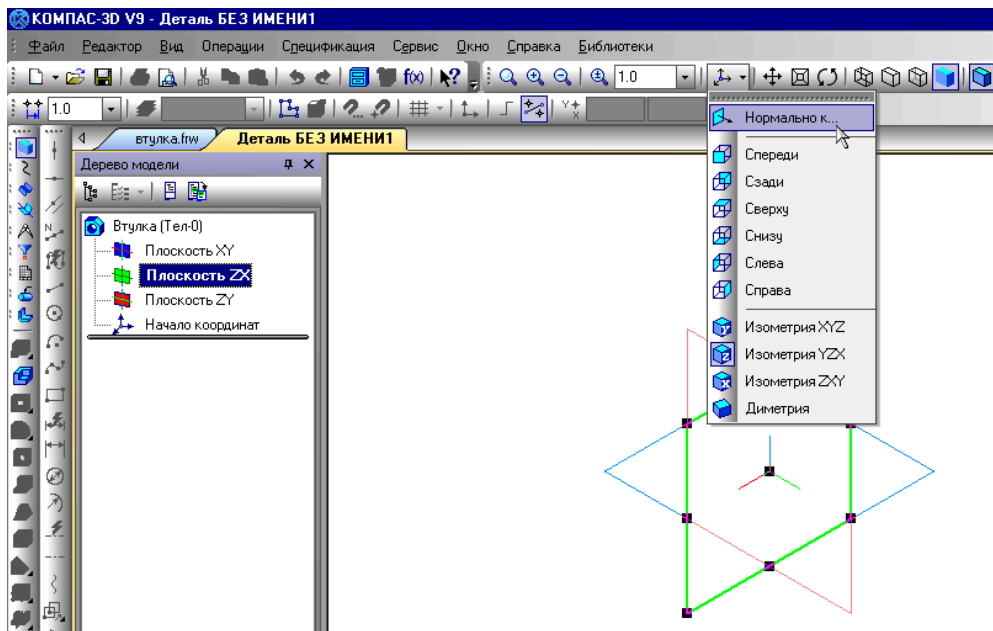 КОМПАС-3D V9 - Деталь БЕЗ ИМЕНИ1
Файл Редактор Вид Операции Спецификация Сервис Окно Справка Библиотеки
f(x) 1.0
1.0
втулка.frw Деталь БЕЗ ИМЕНИ1
Дерево модели
Втулка (Тел-0)
Плоскость XY
Плоскость ZX
Плоскость ZY
Начало координат
Нормально к...
Спереди
Сзади
Сверху
Снизу
Слева
Справа
Изометрия XYZ
Изометрия YZX
Изометрия ZXY
Диметрия